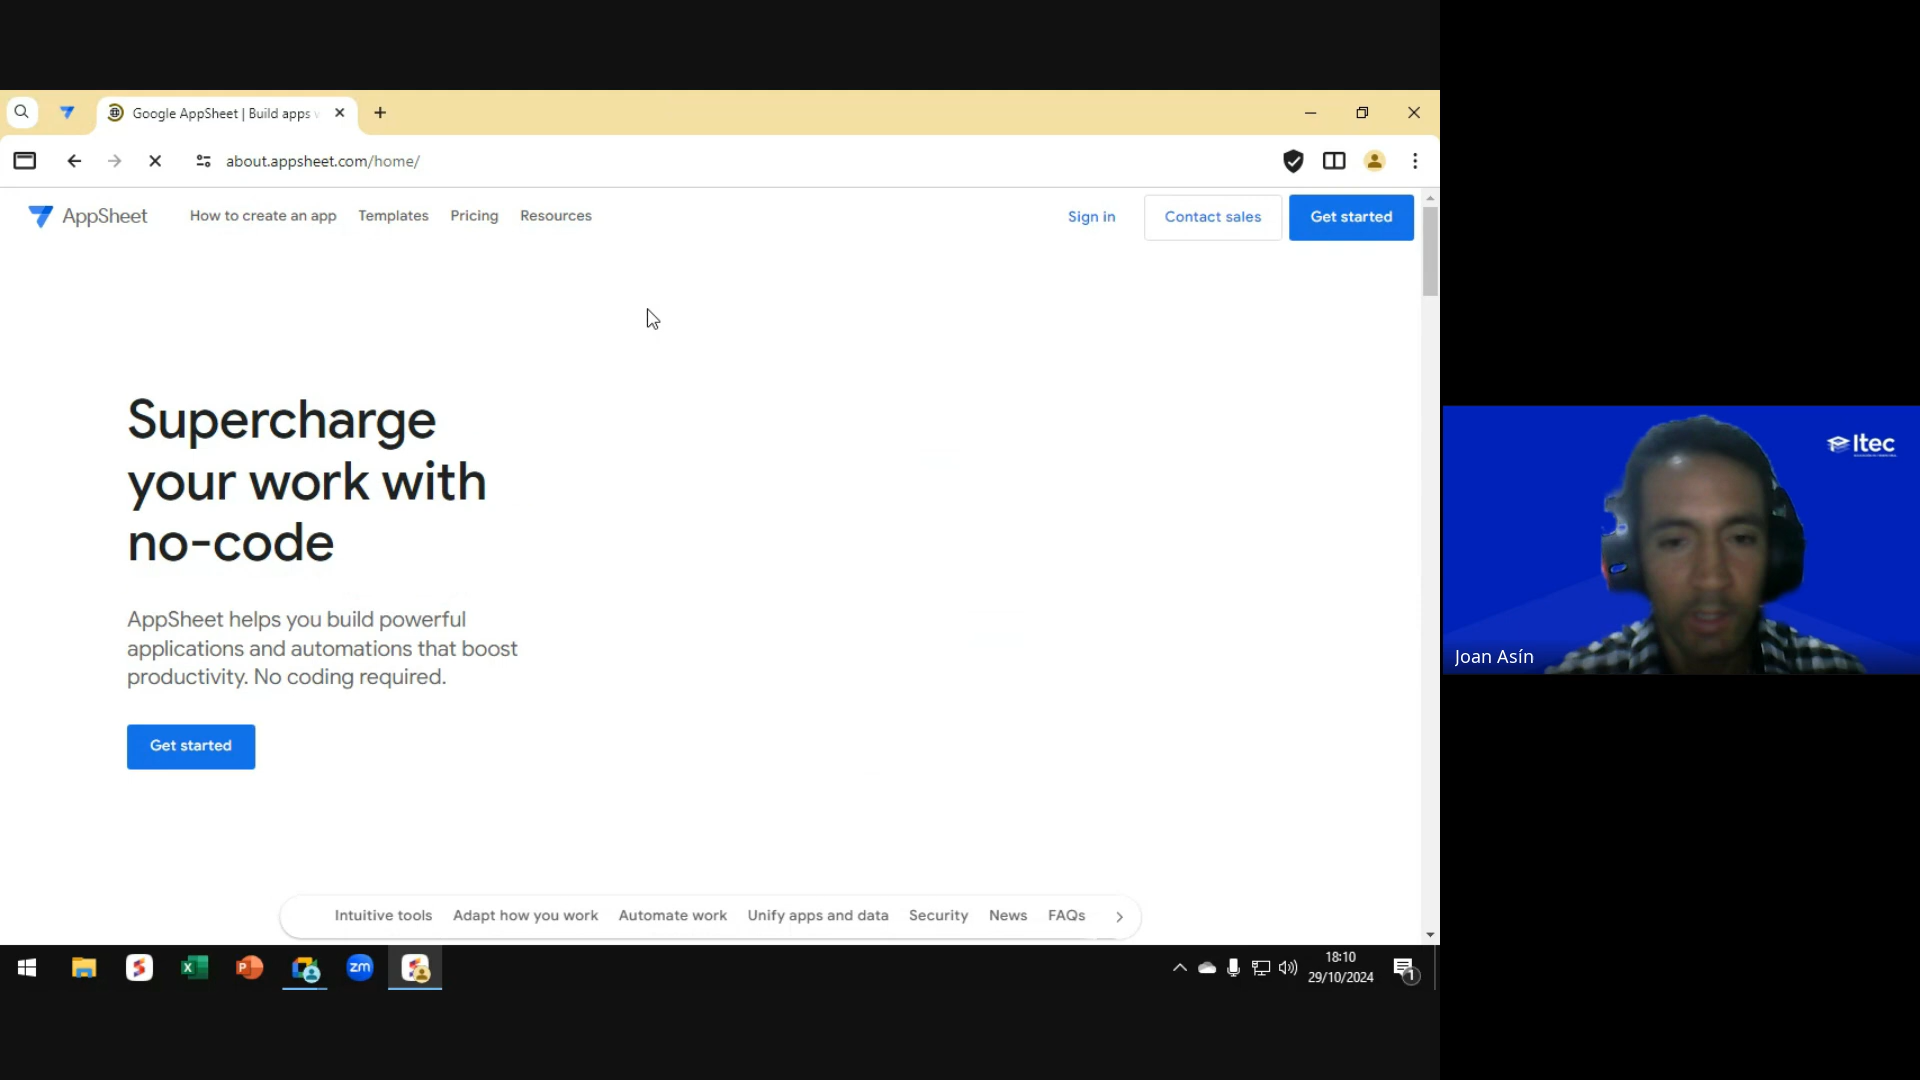 Google AppSheet | Build apps
about.appsheet.com/home/
AppSheet
How to create an app
Templates
Pricing
Resources
Sign in
Contact sales
Get started
Supercharge
your work with
no-code
AppSheet helps you build powerful
applications and automations that boost
productivity. No coding required.
Get started
Intuitive tools
Adapt how you work
Automate work
Unify apps and data
Security
News
FAQs
zm
18:10
29/10/2024
1
Itec
Joan Asín